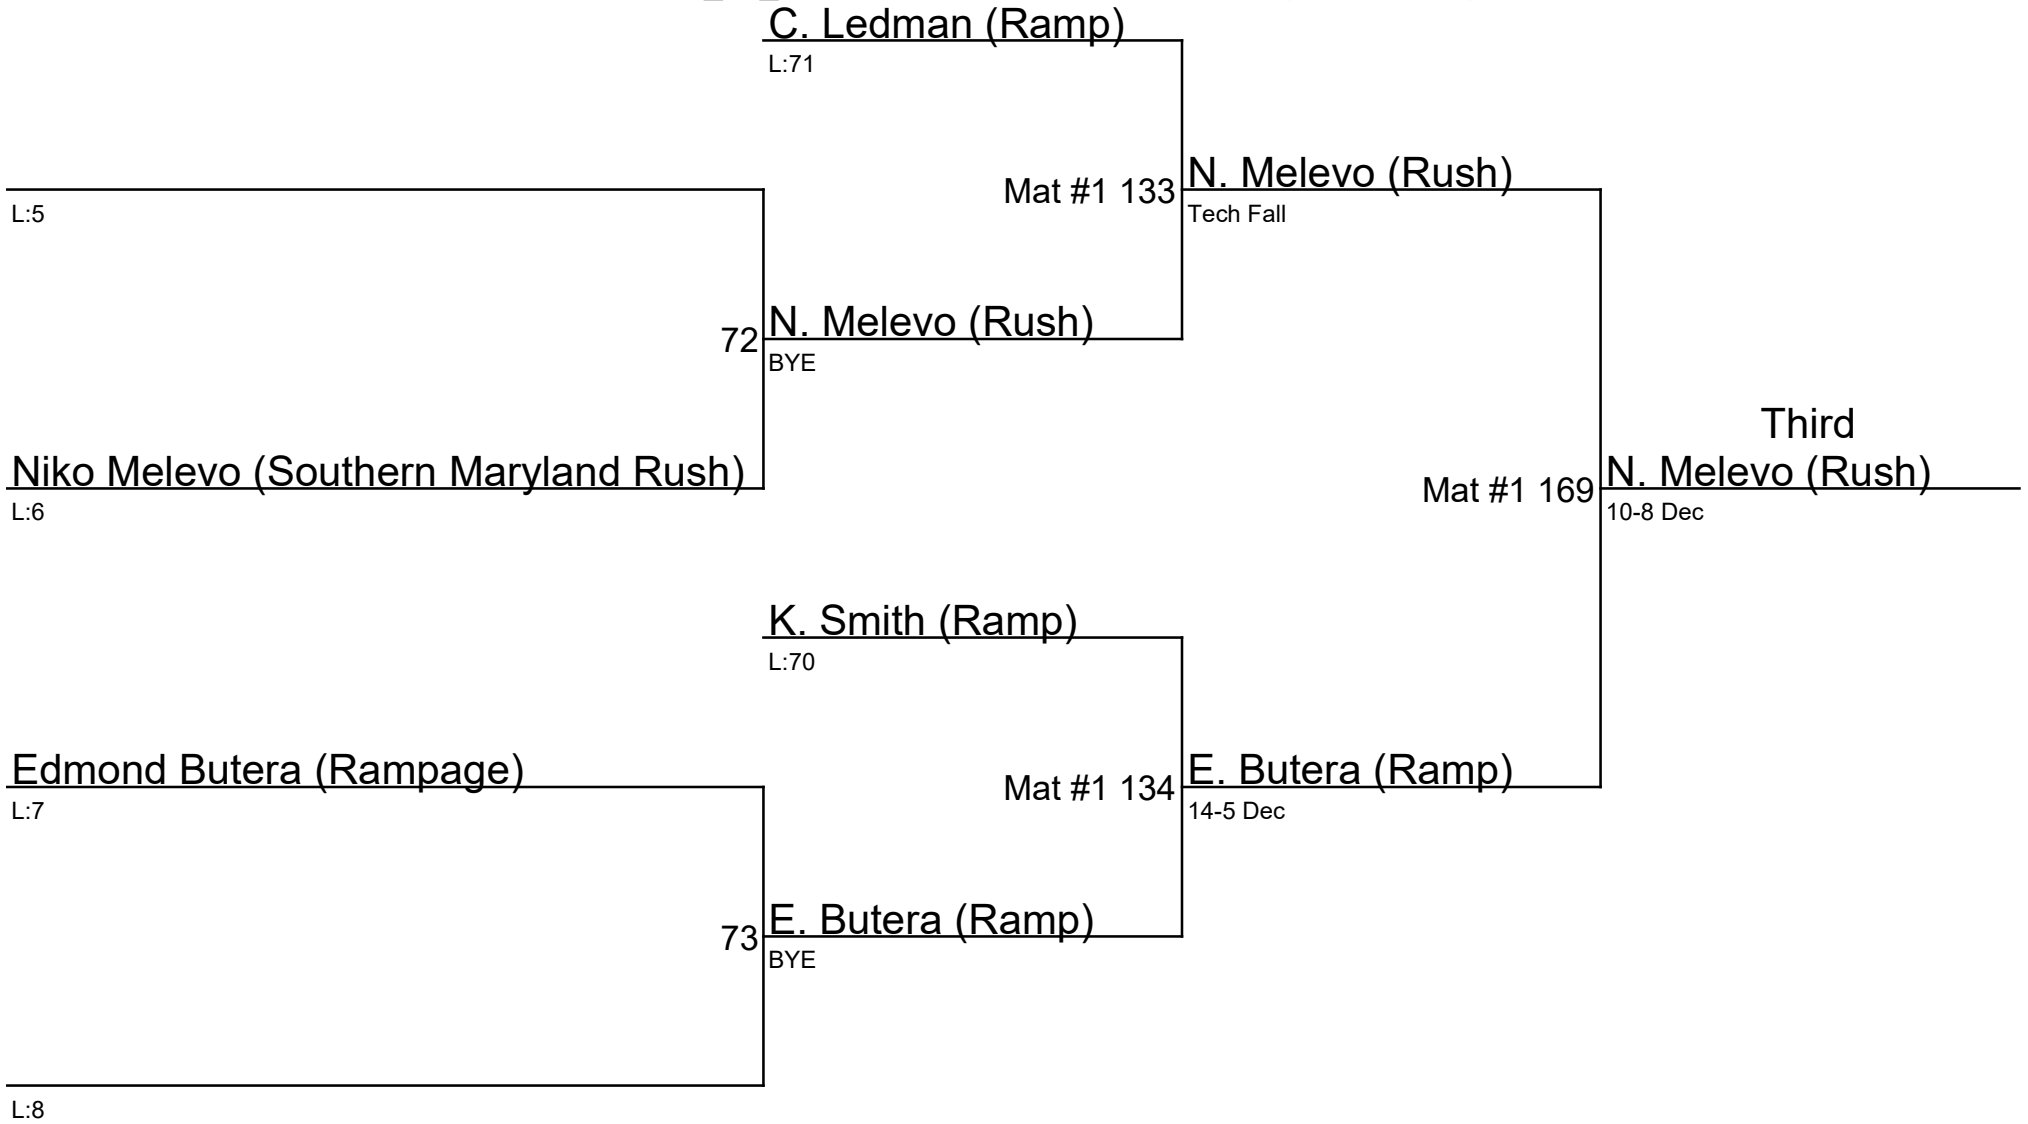 C. Ledman (Ramp)
L:71
Mat #1 133
N. Melevo (Rush)
Tech Fall
L:5
72
N. Melevo (Rush)
BYE
Third
Niko Melevo (Southern Maryland Rush)
L:6
Mat #1 169
N. Melevo (Rush)
10-8 Dec
K. Smith (Ramp)
L:70
Edmond Butera (Rampage)
L:7
Mat #1 134
E. Butera (Ramp)
14-5 Dec
73
E. Butera (Ramp)
BYE
L:8